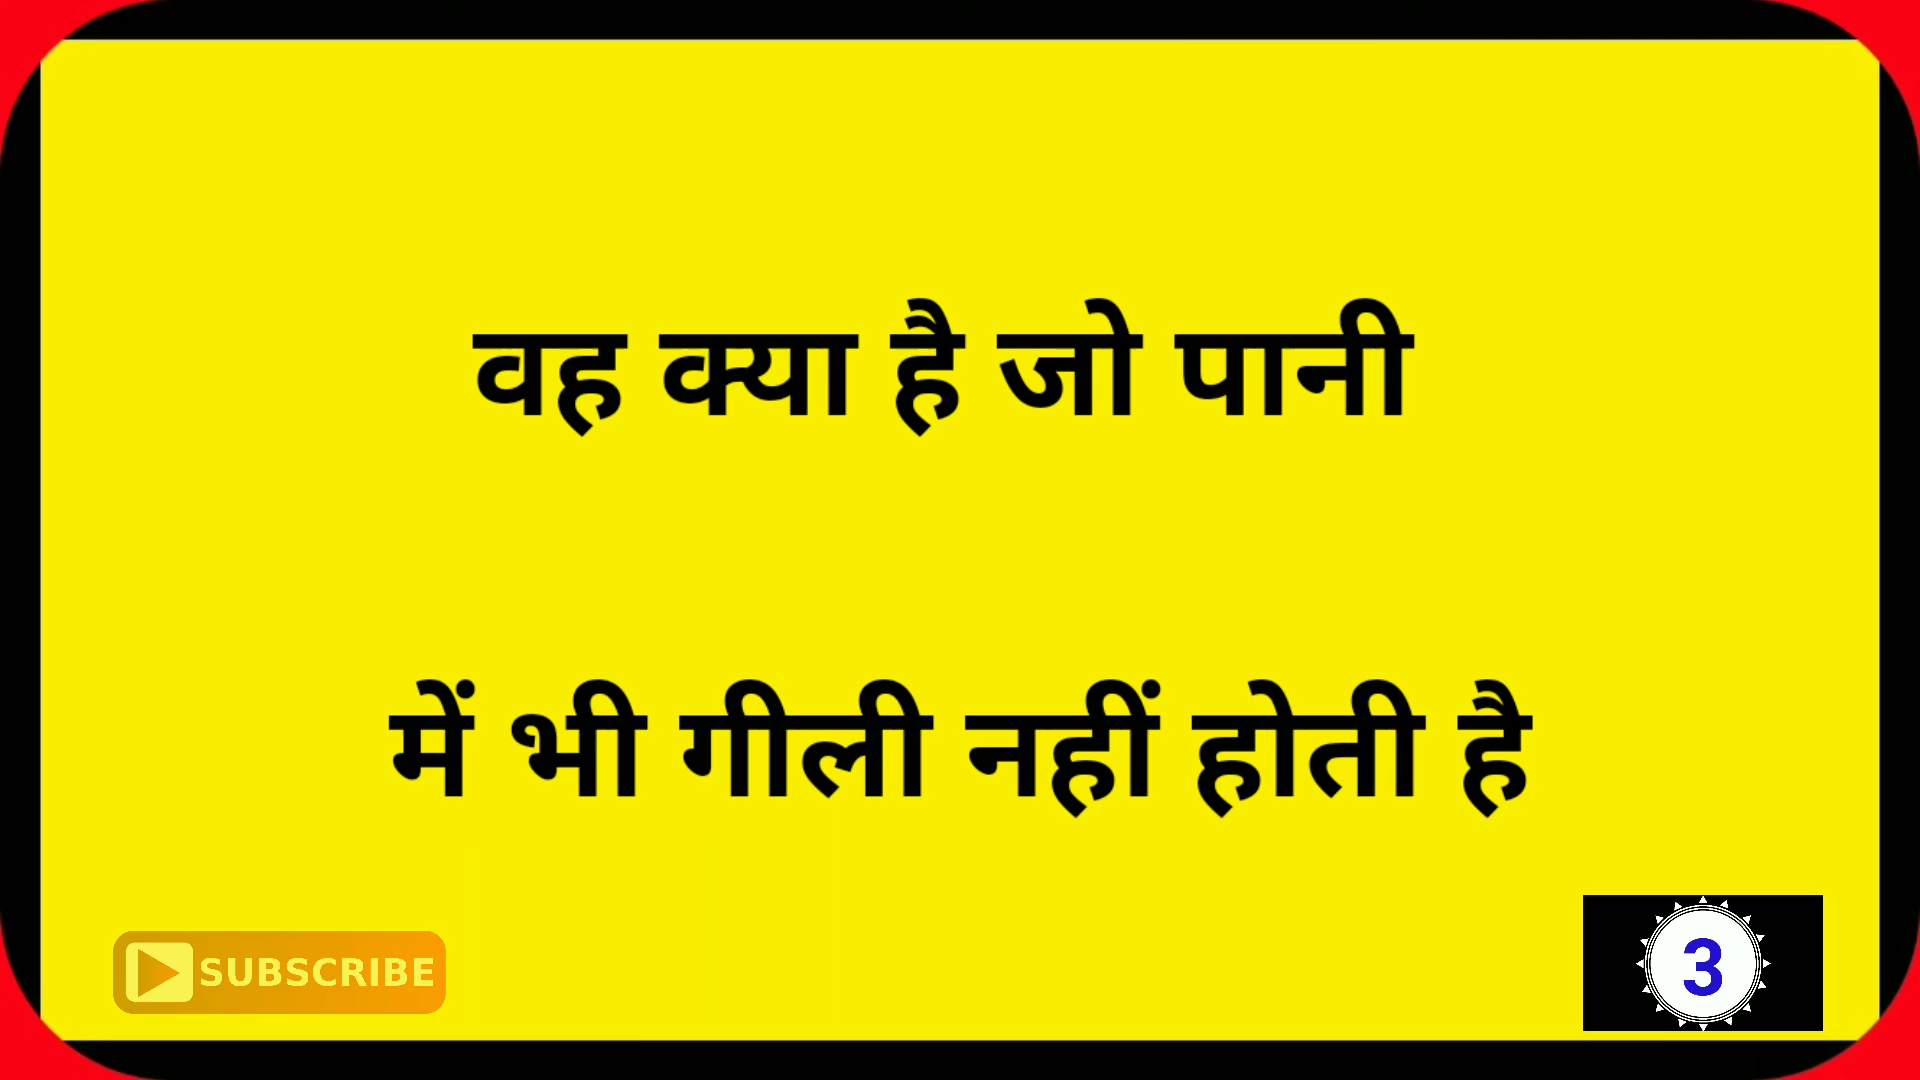 वह क्या है जो पानी
में भी गीली नहीं होती है
SUBSCRIBE
3